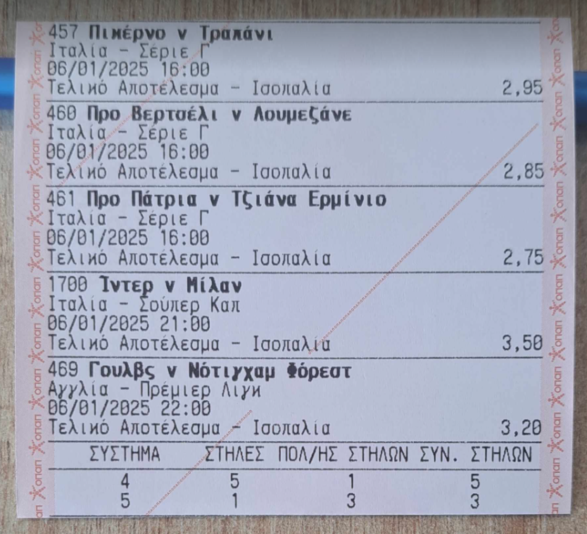 457 Πικέρνο v Τραπάνι
Ιταλία - Σέριε Γ
06/01/2025 16:00
Τελικό Αποτέλεσμα - Ισοπαλία 2,95
460 Προ Βερτσέλι v Λουμεζάνε
Ιταλία - Σέριε Γ
06/01/2025 16:00
Τελικό Αποτέλεσμα - Ισοπαλία 2,85
461 Προ Πάτρια v Τζιάνα Ερμίνιο
Ιταλία - Σέριε Γ
06/01/2025 16:00
Τελικό Αποτέλεσμα - Ισοπαλία 2,75
1700 Ίντερ v Μίλαν
Ιταλία - Σούπερ Καπ
06/01/2025 21:00
Τελικό Αποτέλεσμα - Ισοπαλία 3,50
469 Γουλβς v Νότιγχαμ Φόρεστ
Αγγλία - Πρέμιερ Λιγκ
06/01/2025 22:00
Τελικό Αποτέλεσμα - Ισοπαλία 3,20
ΣΥΣΤΗΜΑ ΣΤΗΛΕΣ ΠΟΛ/ΗΣ ΣΤΗΛΩΝ ΣΥΝ. ΣΤΗΛΩΝ
4 5 1 5
5 1 3 3